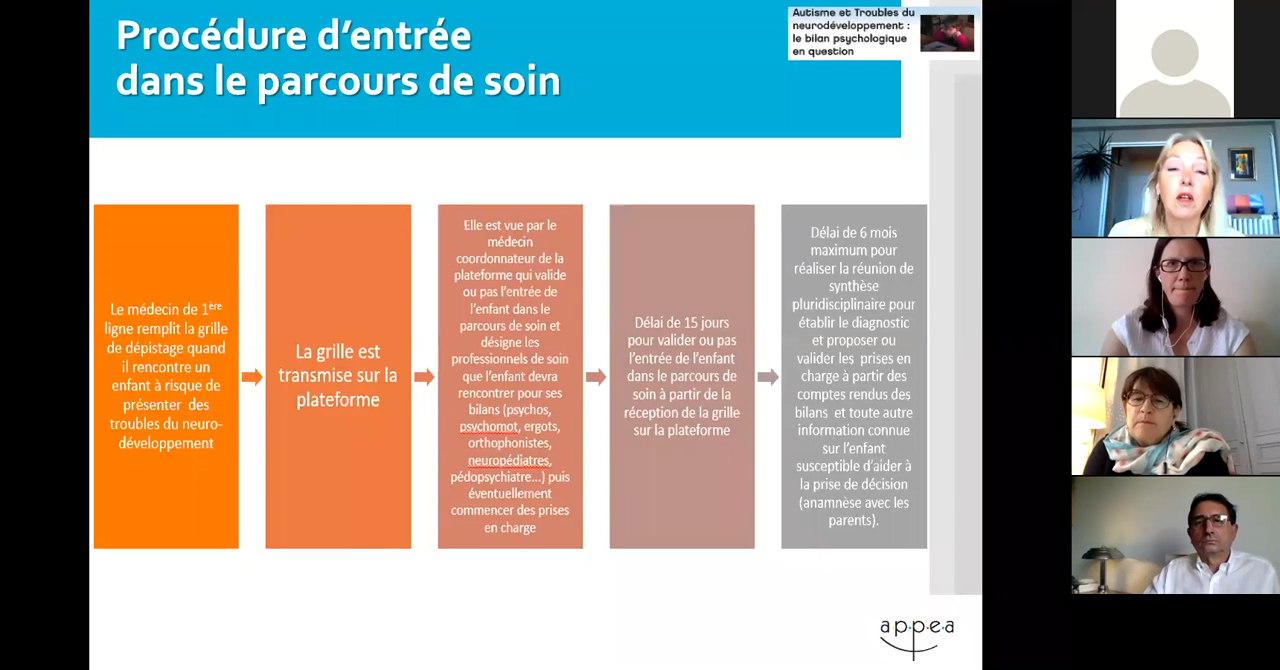 Procédure d’entrée
dans le parcours de soin
Autisme et Troubles du
neurodéveloppement :
le bilan psychologique
en question
Le médecin de 1ère
ligne remplit la grille
de dépistage quand
il rencontre un
enfant à risque de
présenter des
troubles du neuro-
développement
La grille est
transmise sur la
plateforme
Elle est vue par le
médecin
coordonnateur de la
plateforme qui valide
ou pas l’entrée de
l’enfant dans le
parcours de soin et
désigne les
professionnels de soin
que l’enfant devra
rencontrer pour ses
bilans (psychos,
psychomot, ergots,
orthophonistes,
neuropédiatres,
pédopsychiatre...) puis
éventuellement
commencer des prises
en charge
Délai de 15 jours
pour valider ou pas
l’entrée de l’enfant
dans le parcours de
soin à partir de la
réception de la grille
sur la plateforme
Délai de 6 mois
maximum pour
réaliser la réunion de
synthèse
pluridisciplinaire pour
établir le diagnostic
et proposer ou
valider les prises en
charge à partir des
comptes rendus des
bilans et toute autre
information connue
sur l’enfant
susceptible d’aider à
la prise de décision
(anamnèse avec les
parents).
a.p.p.e.a